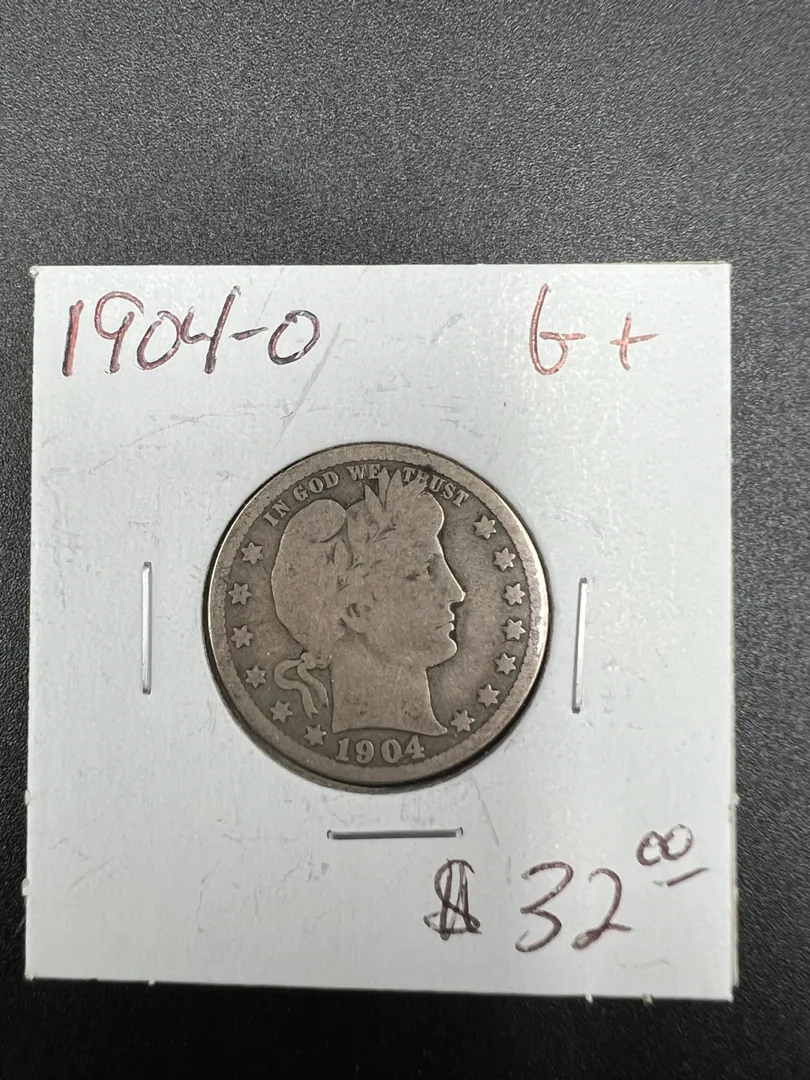 1904-O G+
IN GOD WE TRUST
1904
$32.00